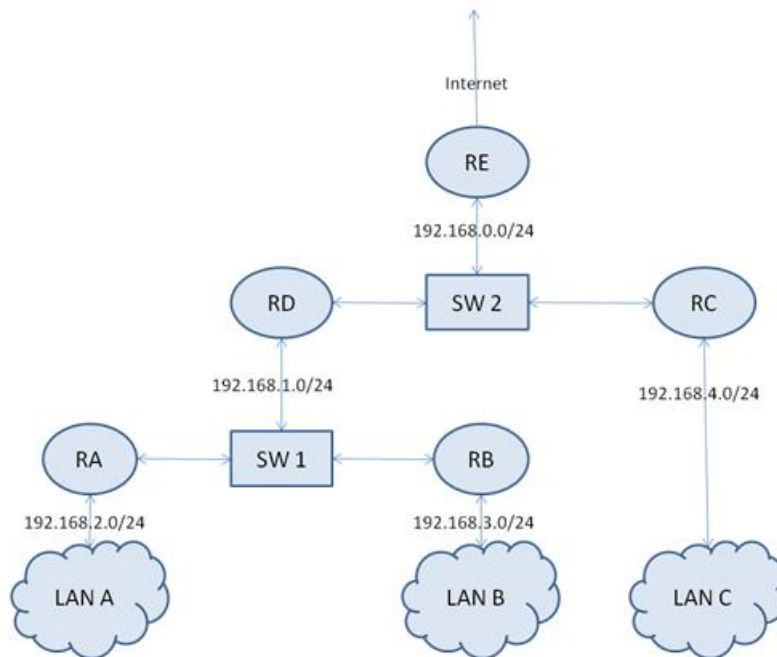 Internet
RE
192.168.0.0/24
RD
SW 2
RC
192.168.1.0/24
192.168.4.0/24
RA
SW 1
RB
192.168.2.0/24
192.168.3.0/24
LAN A
LAN B
LAN C